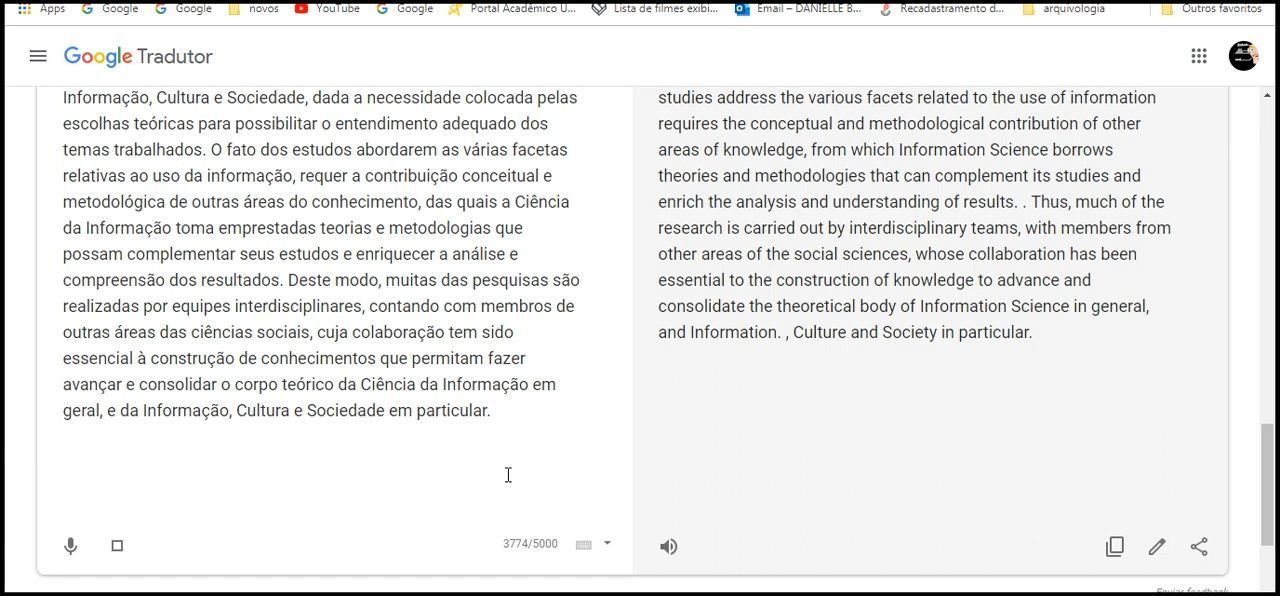 Apps Google Google novos YouTube Google Portal Acadêmico U... Lista de filmes exibi... Email – DANIELLE B... Recadastramento d... arquivologia Outros favoritos
Google Tradutor
Informação, Cultura e Sociedade, dada a necessidade colocada pelas
escolhas teóricas para possibilitar o entendimento adequado dos
temas trabalhados. O fato dos estudos abordarem as várias facetas
relativas ao uso da informação, requer a contribuição conceitual e
metodológica de outras áreas do conhecimento, das quais a Ciência
da Informação toma emprestadas teorias e metodologias que
possam complementar seus estudos e enriquecer a análise e
compreensão dos resultados. Deste modo, muitas das pesquisas são
realizadas por equipes interdisciplinares, contando com membros de
outras áreas das ciências sociais, cuja colaboração tem sido
essencial à construção de conhecimentos que permitam fazer
avançar e consolidar o corpo teórico da Ciência da Informação em
geral, e da Informação, Cultura e Sociedade em particular.
3774/5000
studies address the various facets related to the use of information
requires the conceptual and methodological contribution of other
areas of knowledge, from which Information Science borrows
theories and methodologies that can complement its studies and
enrich the analysis and understanding of results. . Thus, much of the
research is carried out by interdisciplinary teams, with members from
other areas of the social sciences, whose collaboration has been
essential to the construction of knowledge to advance and
consolidate the theoretical body of Information Science in general,
and Information. , Culture and Society in particular.
Enviar feedback